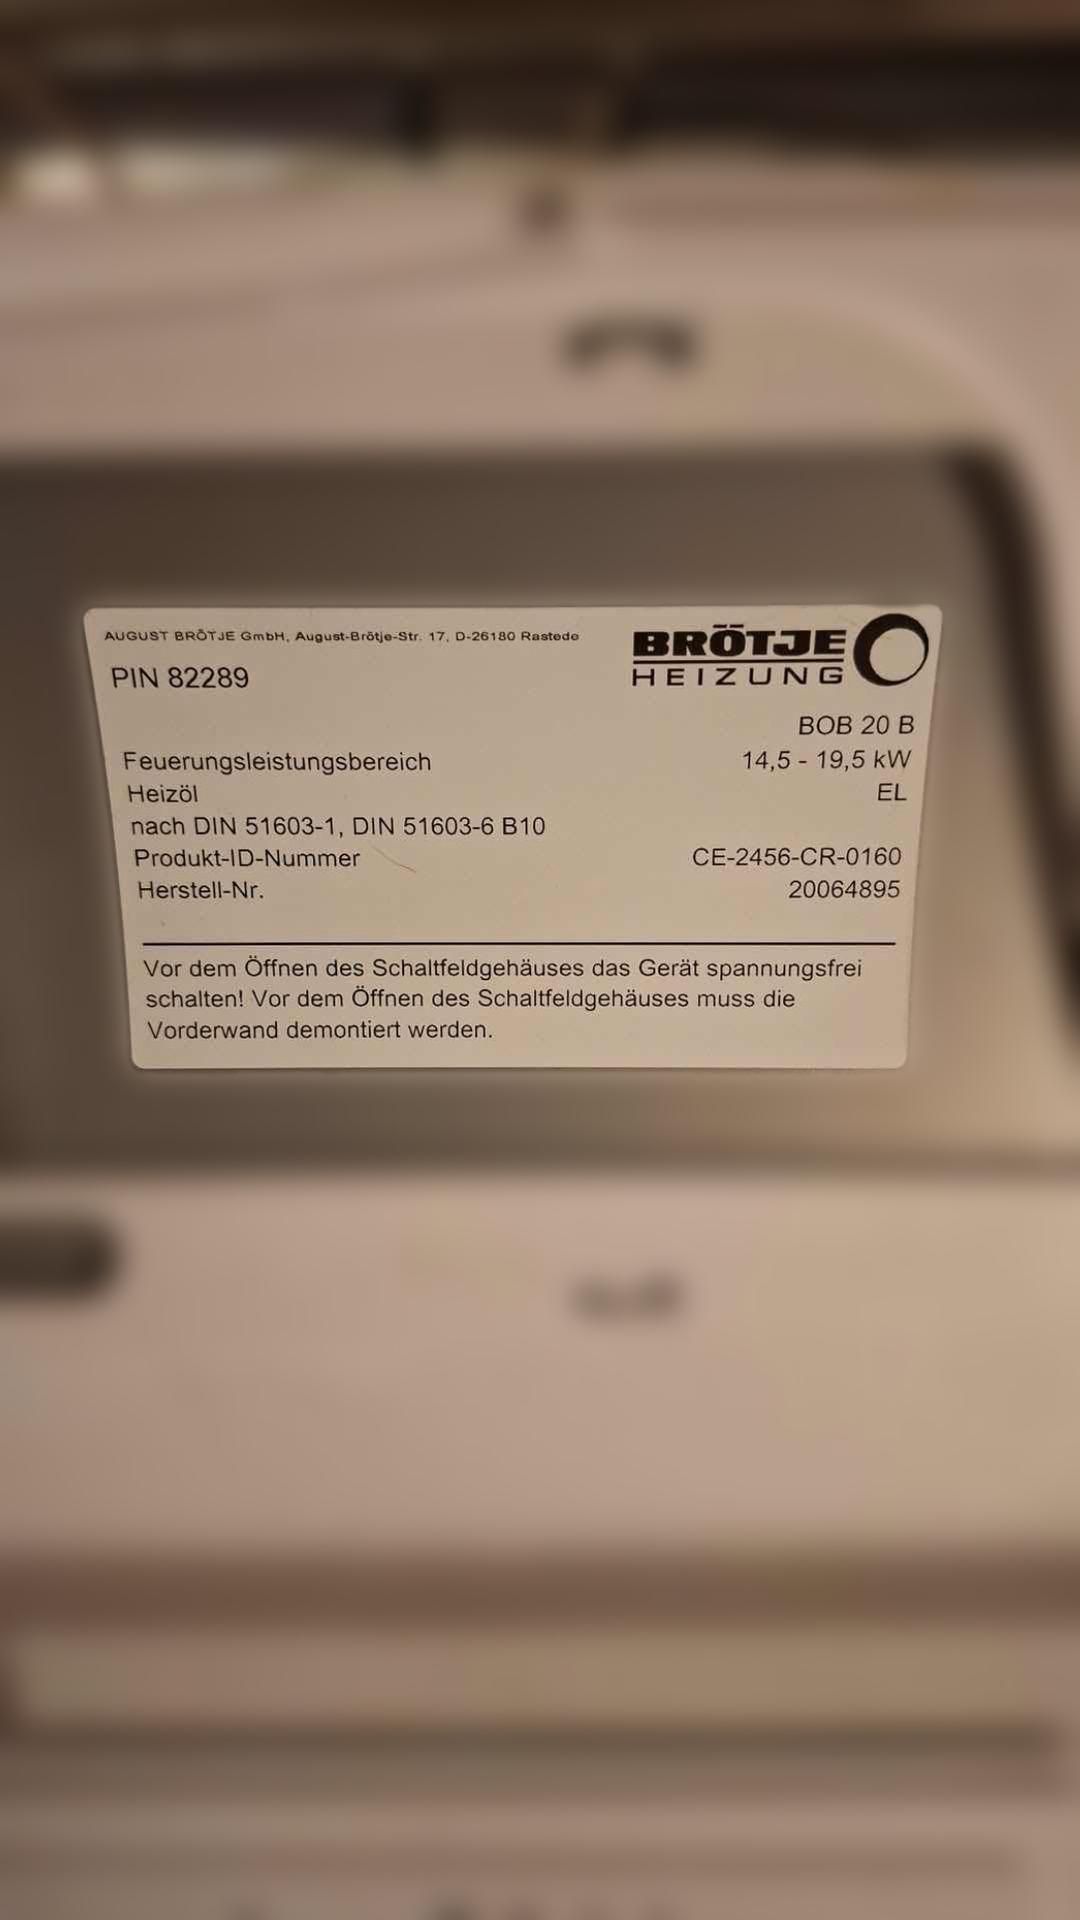 AUGUST BRÖTJE GmbH, August-Brötje-Str. 17, D-26180 Rastede
BRÖTJE
HEIZUNG
PIN 82289
BOB 20 B
Feuerungsleistungsbereich 14,5 - 19,5 kW
Heizöl EL
nach DIN 51603-1, DIN 51603-6 B10
Produkt-ID-Nummer CE-2456-CR-0160
Herstell-Nr. 20064895
Vor dem Öffnen des Schaltfeldgehäuses das Gerät spannungsfrei
schalten! Vor dem Öffnen des Schaltfeldgehäuses muss die
Vorderwand demontiert werden.